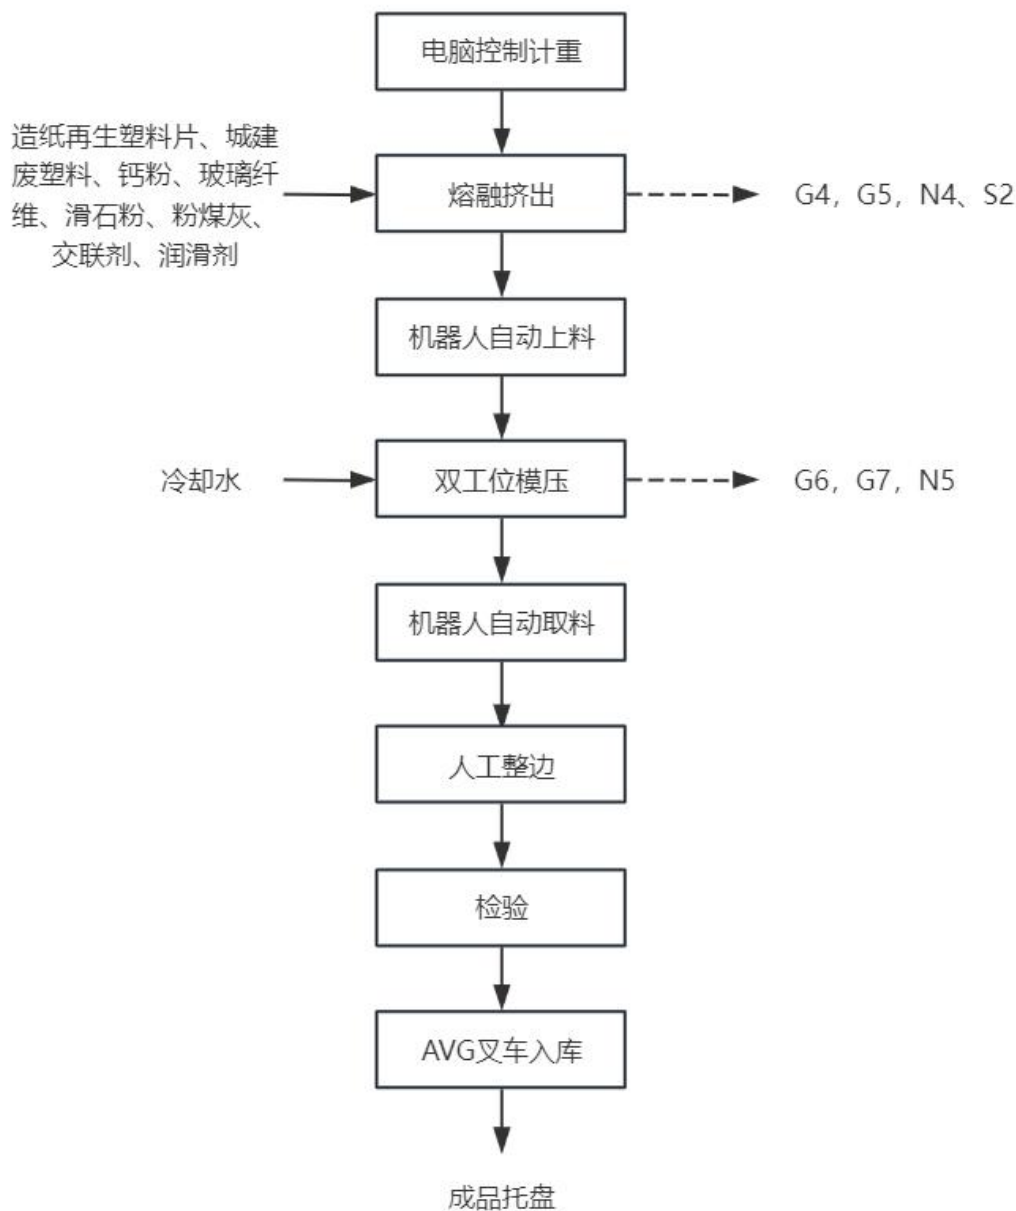 电脑控制计重
造纸再生塑料片、城建
废塑料、钙粉、玻璃纤
维、滑石粉、粉煤灰、
交联剂、润滑剂
熔融挤出
G4，G5，N4、S2
机器人自动上料
冷却水
双工位模压
G6，G7，N5
机器人自动取料
人工整边
检验
AVG叉车入库
成品托盘